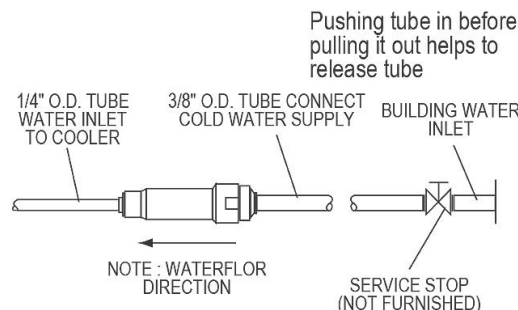 Pushing tube in before
pulling it out helps to
release tube
1/4" O.D. TUBE
WATER INLET
TO COOLER
3/8" O.D. TUBE CONNECT
COLD WATER SUPPLY
BUILDING WATER
INLET
NOTE : WATERFLOR
DIRECTION
SERVICE STOP
(NOT FURNISHED)